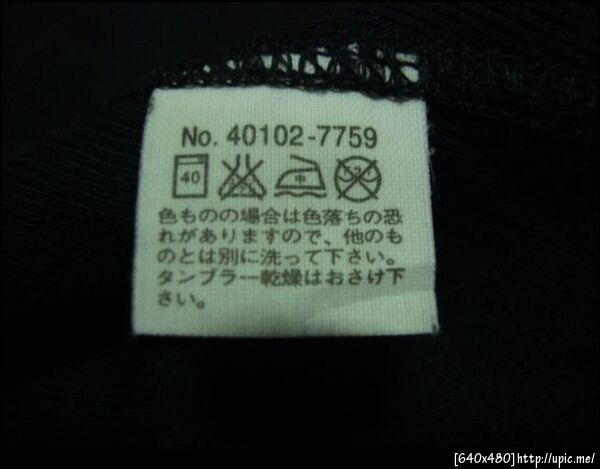 No. 40102-7759
40 中
色ものの場合は色落ちの恐
れがありますので、他のも
のとは別に洗って下さい。
タンブラー乾燥はおさけ下
さい。
[640x480]http://upic.me/